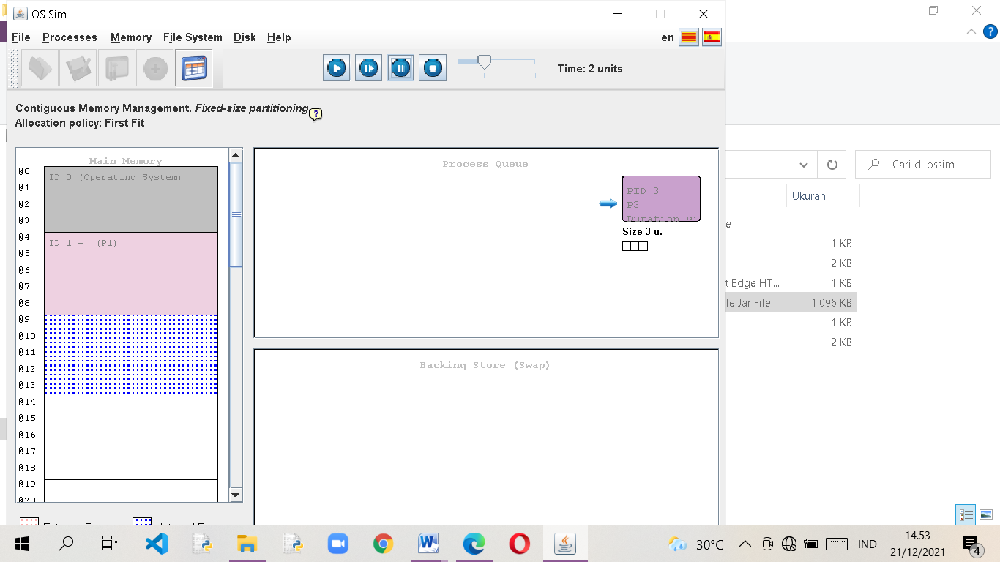 OS Sim
File Processes Memory File System Disk Help
en
Time: 2 units
Contiguous Memory Management. Fixed-size partitioning
Allocation policy: First Fit
Main Memory
@0
@1
@2
@3
@4
@5
@6
@7
@8
@9
@10
@11
@12
@13
@14
@15
@16
@17
@18
@19
@20
ID 0 (Operating System)
ID 1 - (P1)
Process Queue
PID 3
P3
Duration ∞
Size 3 u.
Backing Store (Swap)
Cari di ossim
Ukuran
e
1 KB
2 KB
t Edge HT... 1 KB
le Jar File 1.096 KB
1 KB
2 KB
30°C
IND
14.53
21/12/2021
4